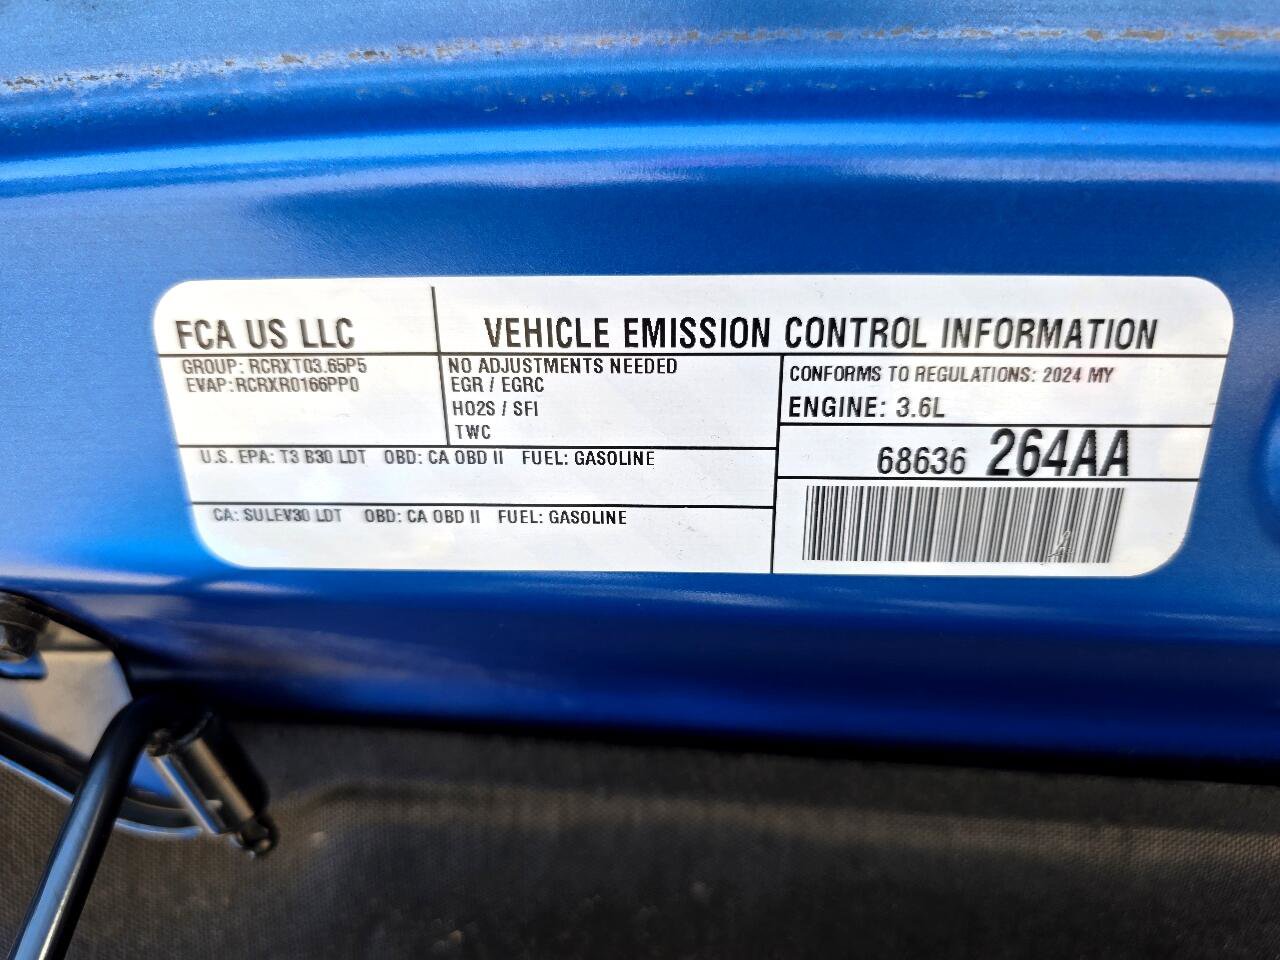 FCA US LLC
VEHICLE EMISSION CONTROL INFORMATION
GROUP: RCRXT03.65P5
EVAP:RCRXR0166PP0
NO ADJUSTMENTS NEEDED
EGR / EGRC
HO2S / SFI
TWC
CONFORMS TO REGULATIONS: 2024 MY
ENGINE: 3.6L
68636 264AA
U.S. EPA: T3 B30 LDT OBD: CA OBD II FUEL: GASOLINE
CA: SULEV30 LDT OBD: CA OBD II FUEL: GASOLINE